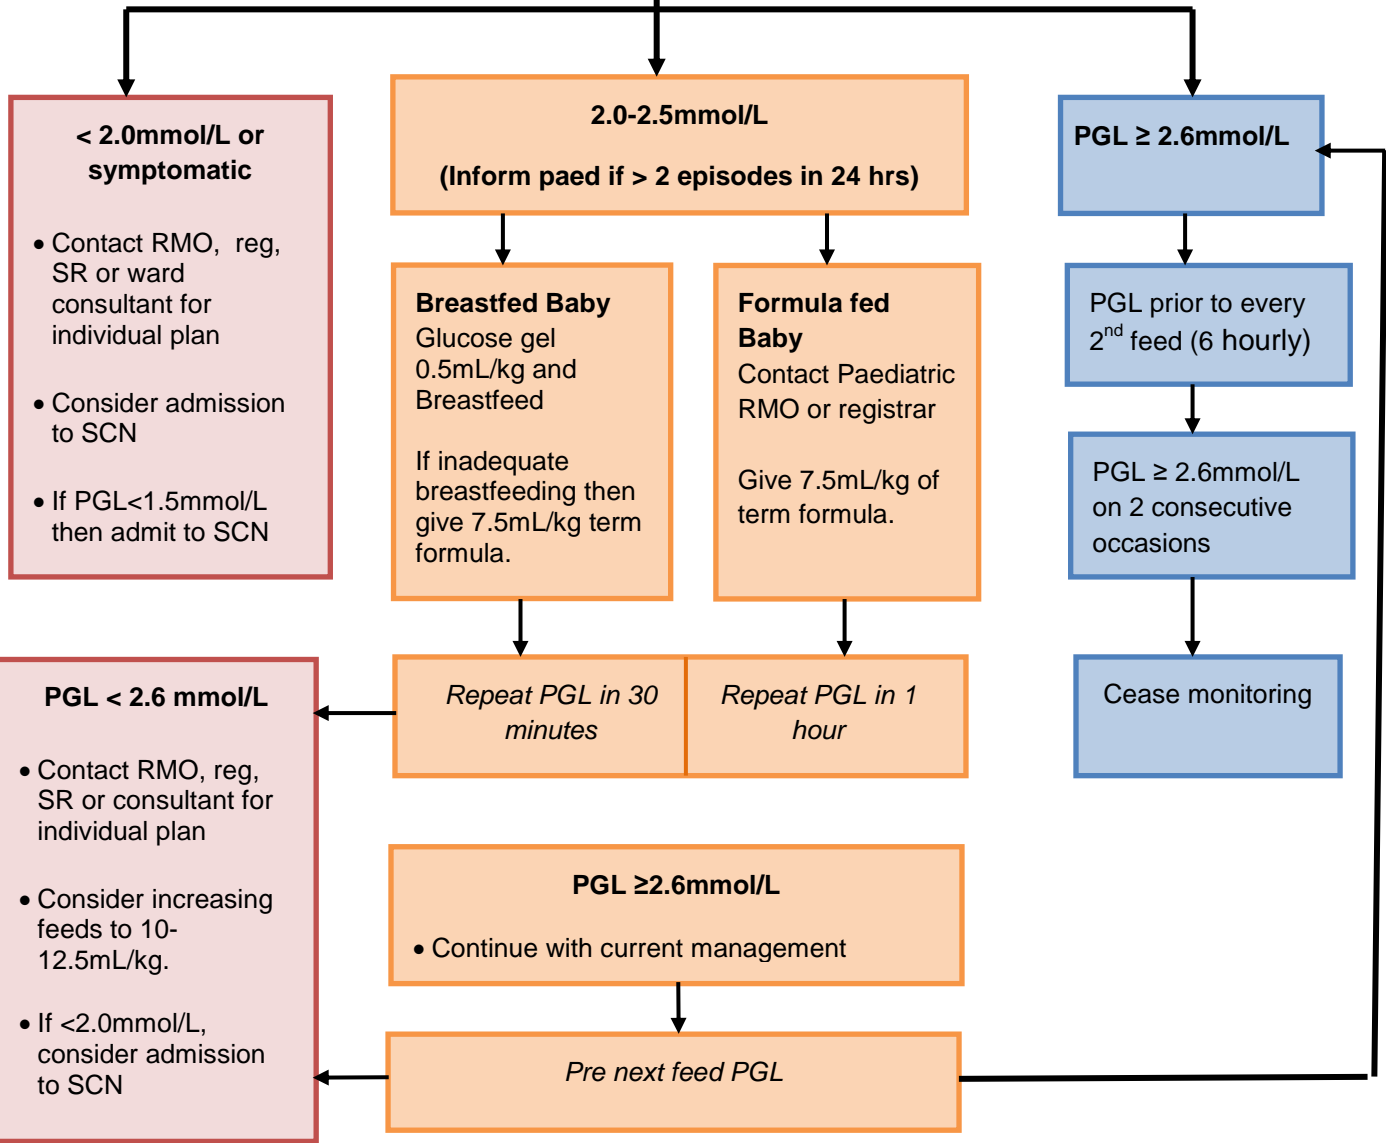 < 2.0mmol/L or
symptomatic
• Contact RMO, reg,
SR or ward
consultant for
individual plan
• Consider admission
to SCN
• If PGL<1.5mmol/L
then admit to SCN
2.0-2.5mmol/L
(Inform paed if > 2 episodes in 24 hrs)
Breastfed Baby
Glucose gel
0.5mL/kg and
Breastfeed
If inadequate
breastfeeding then
give 7.5mL/kg term
formula.
Formula fed
Baby
Contact Paediatric
RMO or registrar
Give 7.5mL/kg of
term formula.
PGL ≥ 2.6mmol/L
PGL prior to every
2nd feed (6 hourly)
PGL ≥ 2.6mmol/L
on 2 consecutive
occasions
Cease monitoring
Repeat PGL in 30
minutes
Repeat PGL in 1
hour
PGL < 2.6 mmol/L
• Contact RMO, reg,
SR or consultant for
individual plan
• Consider increasing
feeds to 10-
12.5mL/kg.
• If <2.0mmol/L,
consider admission
to SCN
PGL ≥2.6mmol/L
• Continue with current management
Pre next feed PGL